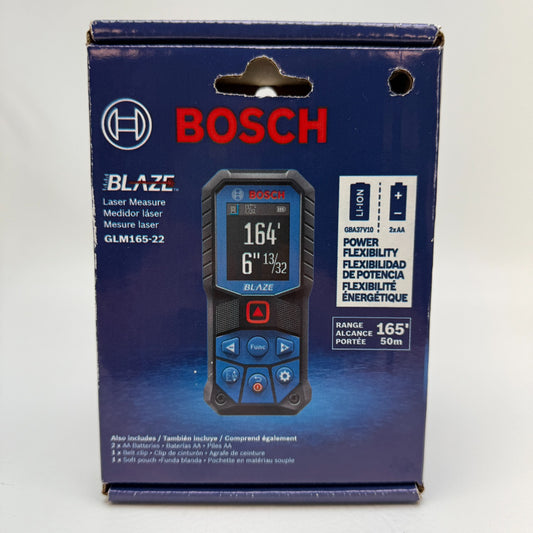 BOSCH
BLAZE™
Laser Measure
Medidor láser
Mesure laser
GLM165-22
BOSCH
164'
6" 13/32
BLAZE
Func
LI-ION
+
−
GBA37V10
2x AA
POWER
FLEXIBILITY
FLEXIBILIDAD
DE POTENCIA
FLEXIBILITÉ
ÉNERGÉTIQUE
RANGE
ALCANCE
PORTÉE
165'
50m
Also includes / También incluye / Comprend également
2 x AA Batteries • Baterías AA • Piles AA
1 x Belt clip • Clip de cinturón • Agrafe de ceinture
1 x Soft pouch • Funda blanda • Pochette en matériau souple